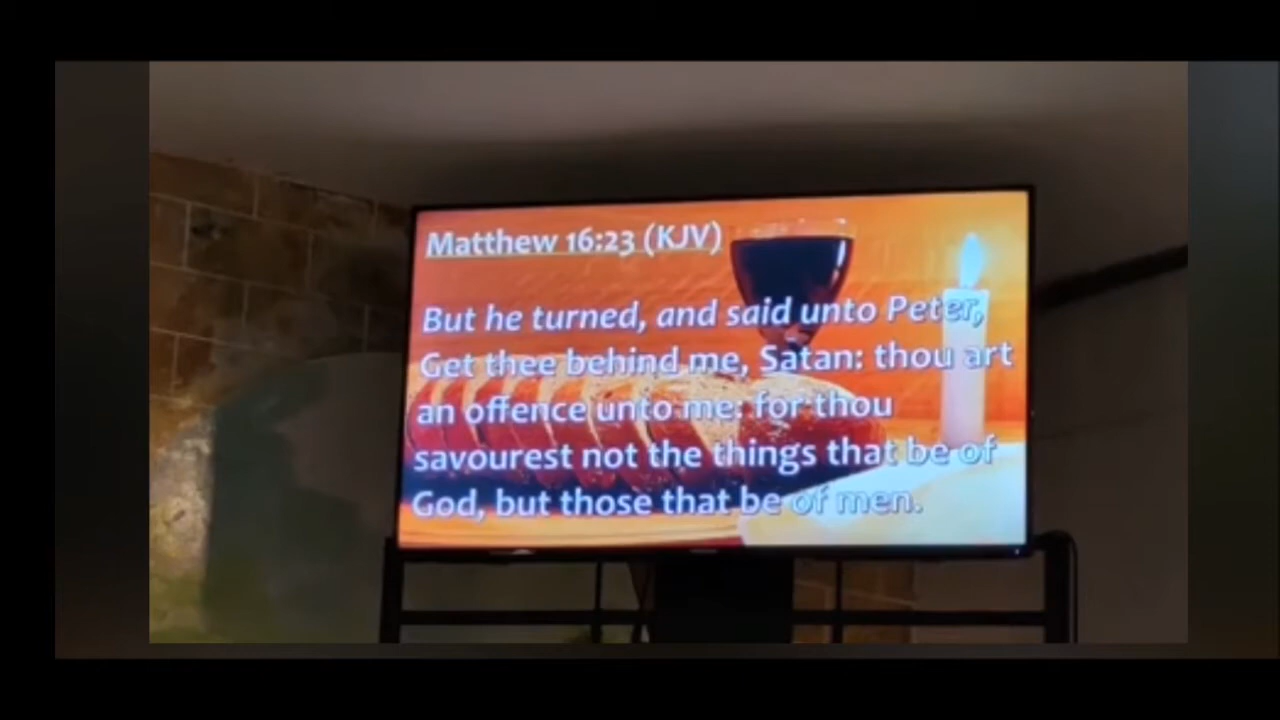 Matthew 16:23 (KJV)
But he turned, and said unto Peter,
Get thee behind me, Satan: thou art
an offence unto me: for thou
savourest not the things that be of
God, but those that be of men.